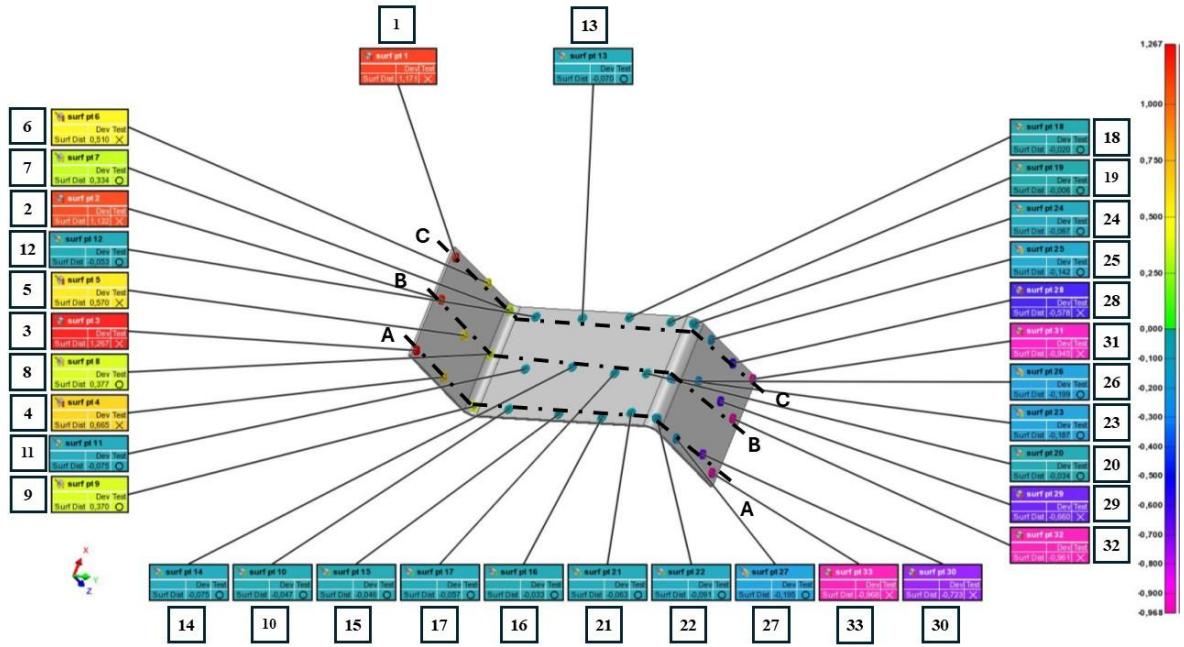 1
13
surf pt 1
Dev Test
Surf Dist 1,171
surf pt 13
Dev Test
Surf Dist -0,070
6
surf pt 6
Dev Test
Surf Dist 0,510
7
surf pt 7
Dev Test
Surf Dist 0,334
2
surf pt 2
Dev Test
Surf Dist 1,132
12
surf pt 12
Dev Test
Surf Dist -0,053
5
surf pt 5
Dev Test
Surf Dist 0,570
3
surf pt 3
Dev Test
Surf Dist 1,267
8
surf pt 8
Dev Test
Surf Dist 0,377
4
surf pt 4
Dev Test
Surf Dist 0,665
11
surf pt 11
Dev Test
Surf Dist -0,075
9
surf pt 9
Dev Test
Surf Dist 0,370
C
B
A
C
B
A
surf pt 18
Dev Test
Surf Dist -0,020
18
surf pt 19
Dev Test
Surf Dist -0,006
19
surf pt 24
Dev Test
Surf Dist -0,067
24
surf pt 25
Dev Test
Surf Dist -0,142
25
surf pt 28
Dev Test
Surf Dist -0,578
28
surf pt 31
Dev Test
Surf Dist -0,945
31
surf pt 26
Dev Test
Surf Dist -0,199
26
surf pt 23
Dev Test
Surf Dist -0,187
23
surf pt 20
Dev Test
Surf Dist -0,034
20
surf pt 29
Dev Test
Surf Dist -0,660
29
surf pt 32
Dev Test
Surf Dist -0,961
32
1,267
1,000
0,750
0,500
0,250
0,000
-0,100
-0,200
-0,300
-0,400
-0,500
-0,600
-0,700
-0,800
-0,900
-0,968
X
Y
Z
surf pt 14
Dev Test
Surf Dist -0,075
surf pt 10
Dev Test
Surf Dist -0,047
surf pt 15
Dev Test
Surf Dist -0,046
surf pt 17
Dev Test
Surf Dist -0,057
surf pt 16
Dev Test
Surf Dist -0,033
surf pt 21
Dev Test
Surf Dist -0,063
surf pt 22
Dev Test
Surf Dist -0,091
surf pt 27
Dev Test
Surf Dist -0,195
surf pt 33
Dev Test
Surf Dist -0,968
surf pt 30
Dev Test
Surf Dist -0,723
14
10
15
17
16
21
22
27
33
30